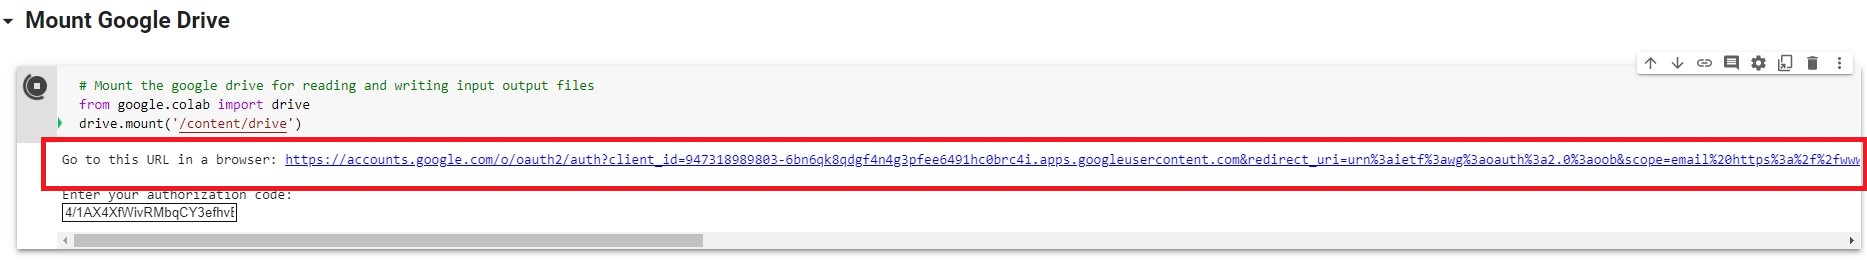 Mount Google Drive
# Mount the google drive for reading and writing input output files
from google.colab import drive
drive.mount('/content/drive')
Go to this URL in a browser: https://accounts.google.com/o/oauth2/auth?client_id=947318989803-6bn6qk8qdgf4n4g3pfee6491hc0brc4i.apps.googleusercontent.com&redirect_uri=urn%3aietf%3awg%3aoauth%3a2.0%3aoob&scope=email%20https%3a%2f%2fwww
Enter your authorization code:
4/1AX4XfWivRMbqCY3efhvE